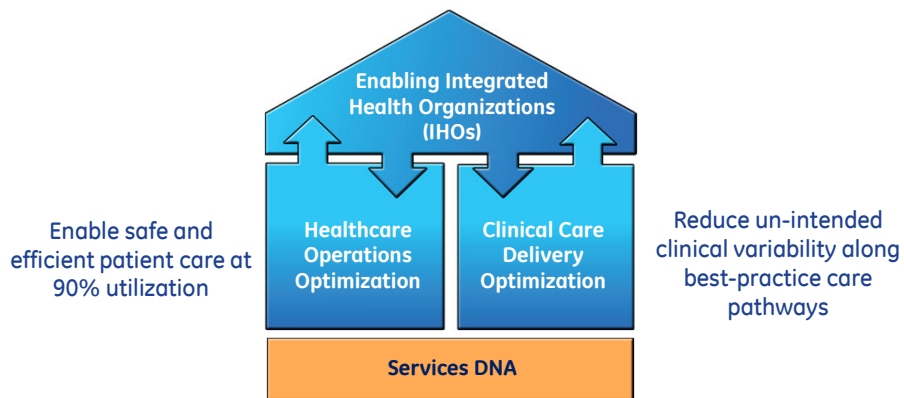 Enabling Integrated
Health Organizations
(IHOs)
Enable safe and
efficient patient care at
90% utilization
Healthcare
Operations
Optimization
Clinical Care
Delivery
Optimization
Reduce un-intended
clinical variability along
best-practice care
pathways
Services DNA